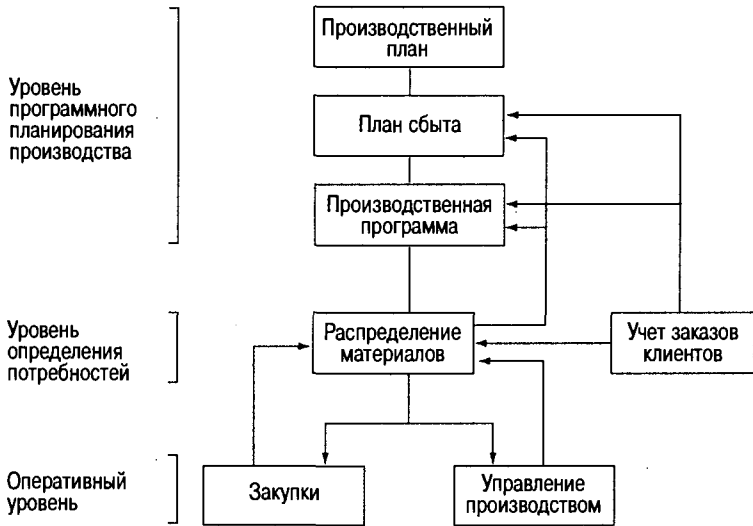 Производственный
план
Уровень
программного
планирования
производства
План сбыта
Производственная
программа
Уровень
определения
потребностей
Распределение
материалов
Учет заказов
клиентов
Оперативный
уровень
Закупки
Управление
производством